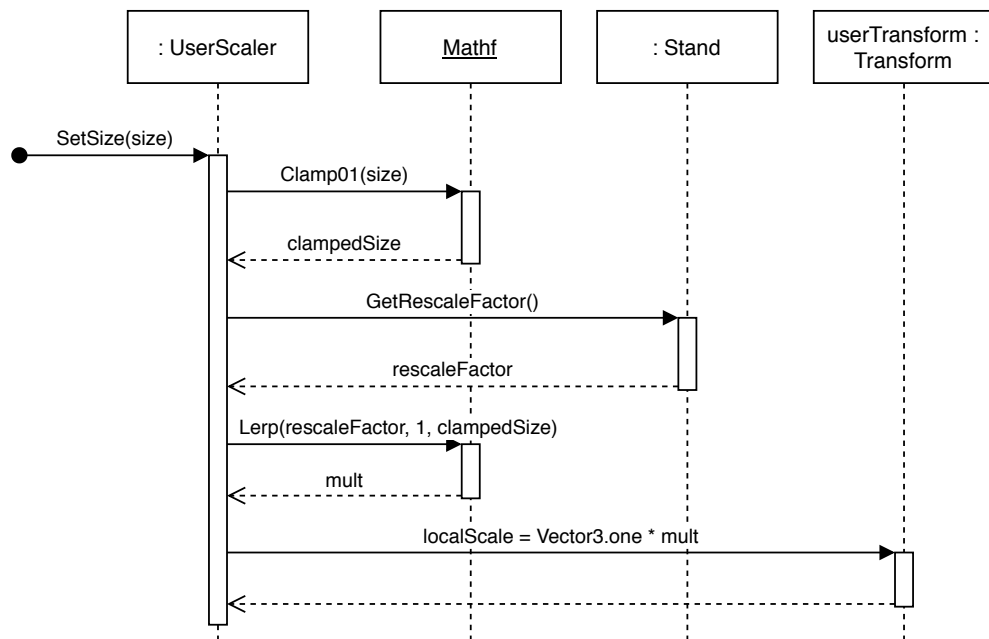 : UserScaler
Mathf
: Stand
userTransform :
Transform
SetSize(size)
Clamp01(size)
clampedSize
GetRescaleFactor()
rescaleFactor
Lerp(rescaleFactor, 1, clampedSize)
mult
localScale = Vector3.one * mult